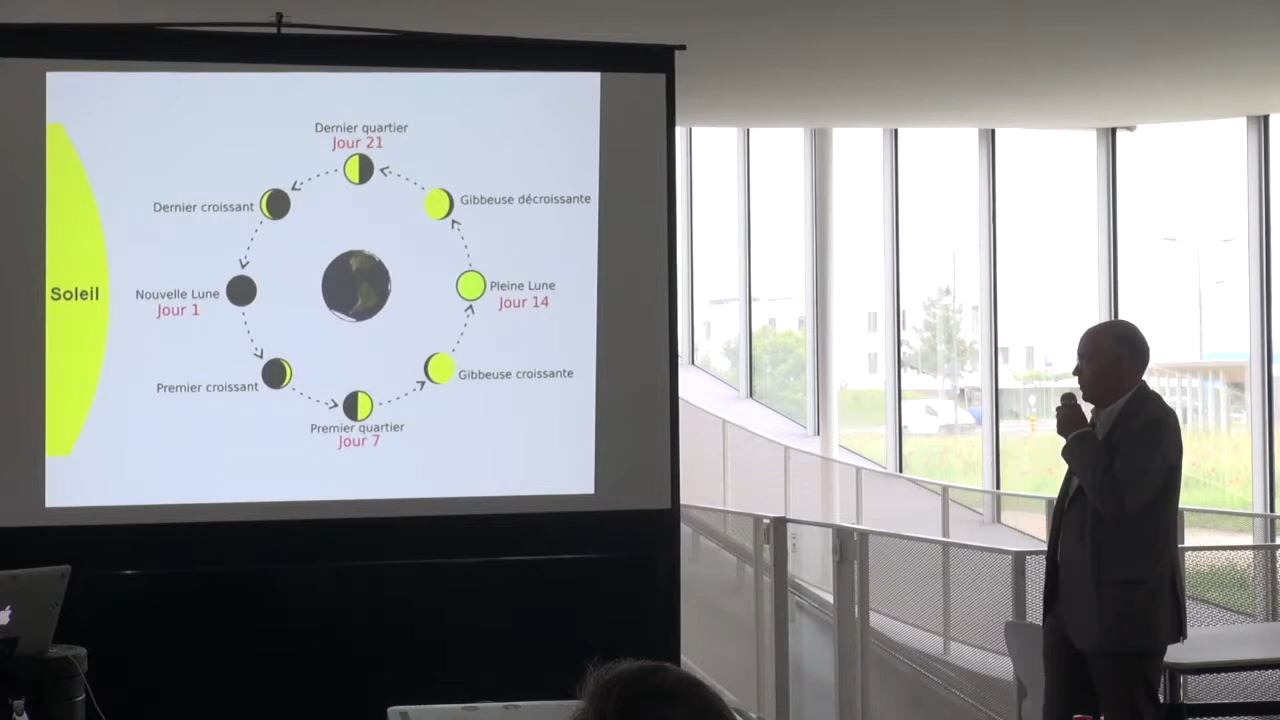 Dernier quartier
Jour 21
Gibbeuse décroissante
Dernier croissant
Soleil
Nouvelle Lune
Jour 1
Pleine Lune
Jour 14
Premier croissant
Gibbeuse croissante
Premier quartier
Jour 7